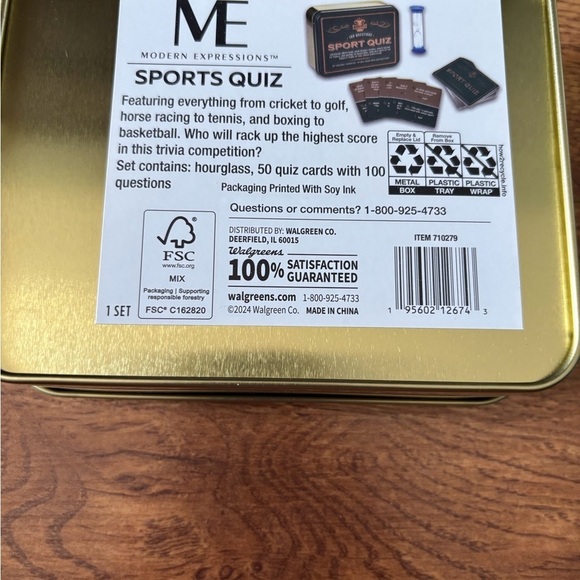 ME
MODERN EXPRESSIONS™
SPORTS QUIZ
Featuring everything from cricket to golf,
horse racing to tennis, and boxing to
basketball. Who will rack up the highest score
in this trivia competition?
Set contains: hourglass, 50 quiz cards with 100
questions
Packaging Printed With Soy Ink
SPORT QUIZ
SPORT QUIZ
Empty & Replace Lid
Remove From Box
METAL BOX
PLASTIC TRAY
PLASTIC WRAP
how2recycle.info
Questions or comments? 1-800-925-4733
FSC
www.fsc.org
MIX
Packaging | Supporting
responsible forestry
FSC® C162820
1 SET
DISTRIBUTED BY: WALGREEN CO.
DEERFIELD, IL 60015
Walgreens
100% SATISFACTION GUARANTEED
walgreens.com 1-800-925-4733
©2024 Walgreen Co. MADE IN CHINA
ITEM 710279
1 95602 12674 3